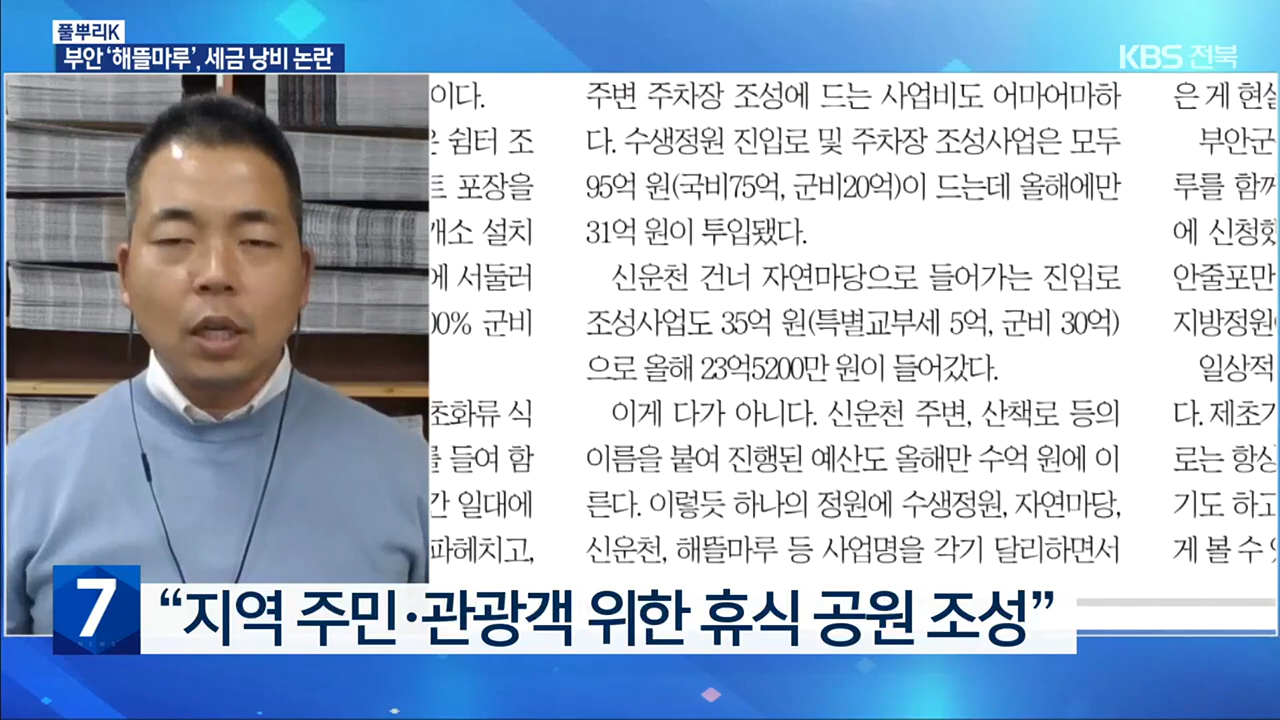 풀뿌리K
부안 ‘해뜰마루’, 세금 낭비 논란
KBS 전북
이다.
쉼터 조
포장을
개소 설치
에 서둘러
00% 군비
초화류 식
를 들여 함
간 일대에
파헤치고,
주변 주차장 조성에 드는 사업비도 어마어마하
다. 수생정원 진입로 및 주차장 조성사업은 모두
95억 원(국비75억, 군비20억)이 드는데 올해에만
31억 원이 투입됐다.
신운천 건너 자연마당으로 들어가는 진입로
조성사업도 35억 원(특별교부세 5억, 군비 30억)
으로 올해 23억5200만 원이 들어갔다.
이게 다가 아니다. 신운천 주변, 산책로 등의
이름을 붙여 진행된 예산도 올해만 수억 원에 이
른다. 이렇듯 하나의 정원에 수생정원, 자연마당,
신운천, 해뜰마루 등 사업명을 각기 달리하면서
은 게 현실
부안군
루를 함께
에 신청했
안줄포만
지방정원
일상적
다. 제초기
로는 항상
기도 하고
게 볼 수 있
7
NEWS
“지역 주민·관광객 위한 휴식 공원 조성”